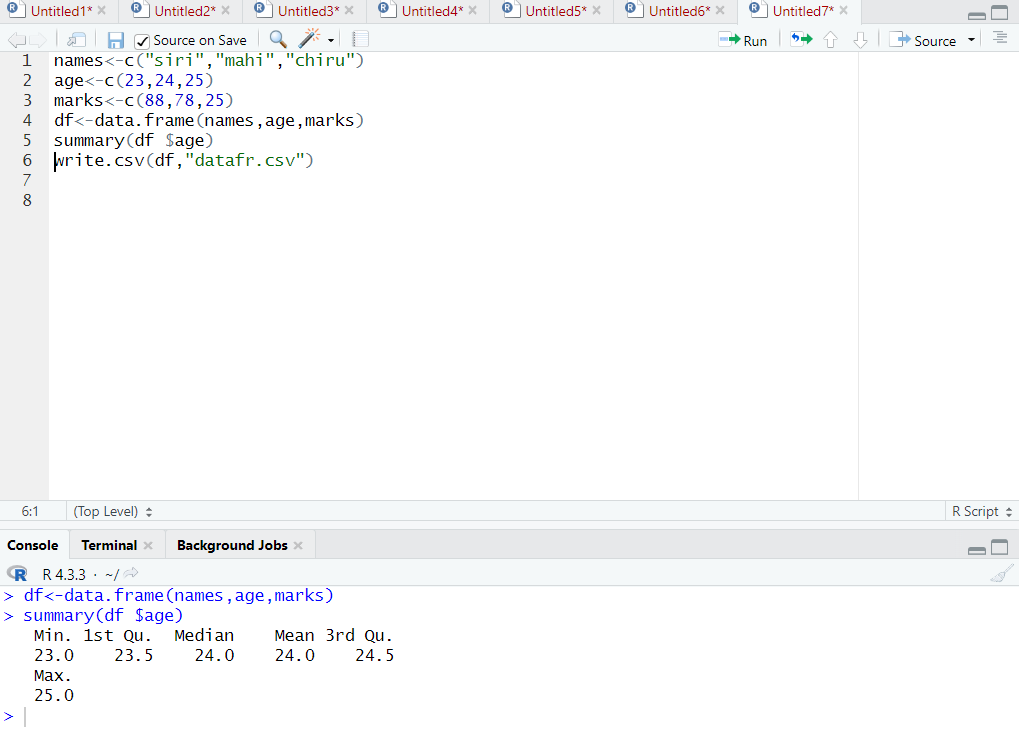 Untitled1* Untitled2* Untitled3* Untitled4* Untitled5* Untitled6* Untitled7*
Source on Save Run Source
1 names<-c("siri","mahi","chiru")
2 age<-c(23,24,25)
3 marks<-c(88,78,25)
4 df<-data.frame(names,age,marks)
5 summary(df $age)
6 write.csv(df,"datafr.csv")
7
8
6:1 (Top Level) R Script
Console Terminal Background Jobs
R R 4.3.3 · ~/
> df<-data.frame(names,age,marks)
> summary(df $age)
Min. 1st Qu. Median Mean 3rd Qu.
23.0 23.5 24.0 24.0 24.5
Max.
25.0
>